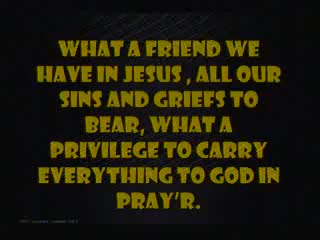 WHAT A FRIEND WE
HAVE IN JESUS , ALL OUR
SINS AND GRIEFS TO
BEAR, WHAT A
PRIVILEGE TO CARRY
EVERYTHING TO GOD IN
PRAY'R.